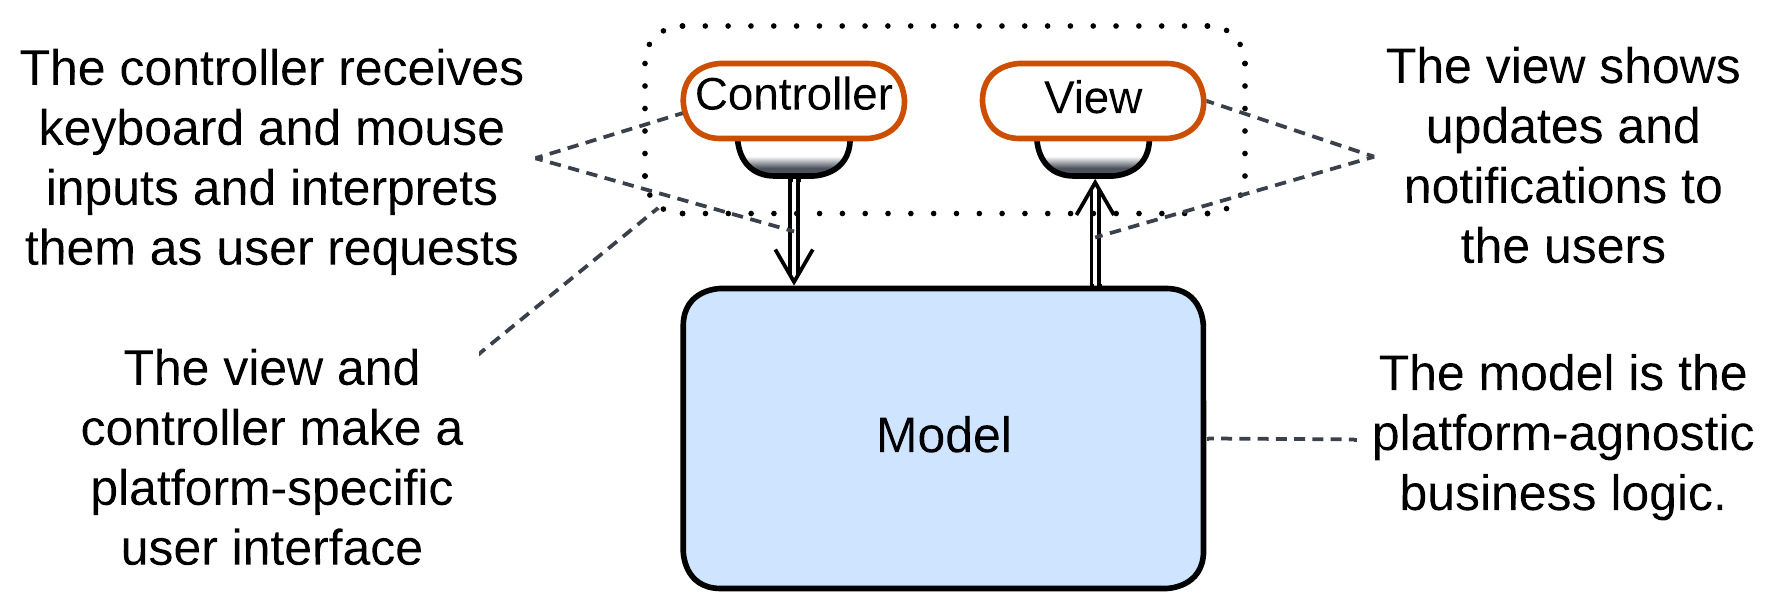 The controller receives
keyboard and mouse
inputs and interprets
them as user requests
Controller
View
The view shows
updates and
notifications to
the users
The view and
controller make a
platform-specific
user interface
Model
The model is the
platform-agnostic
business logic.